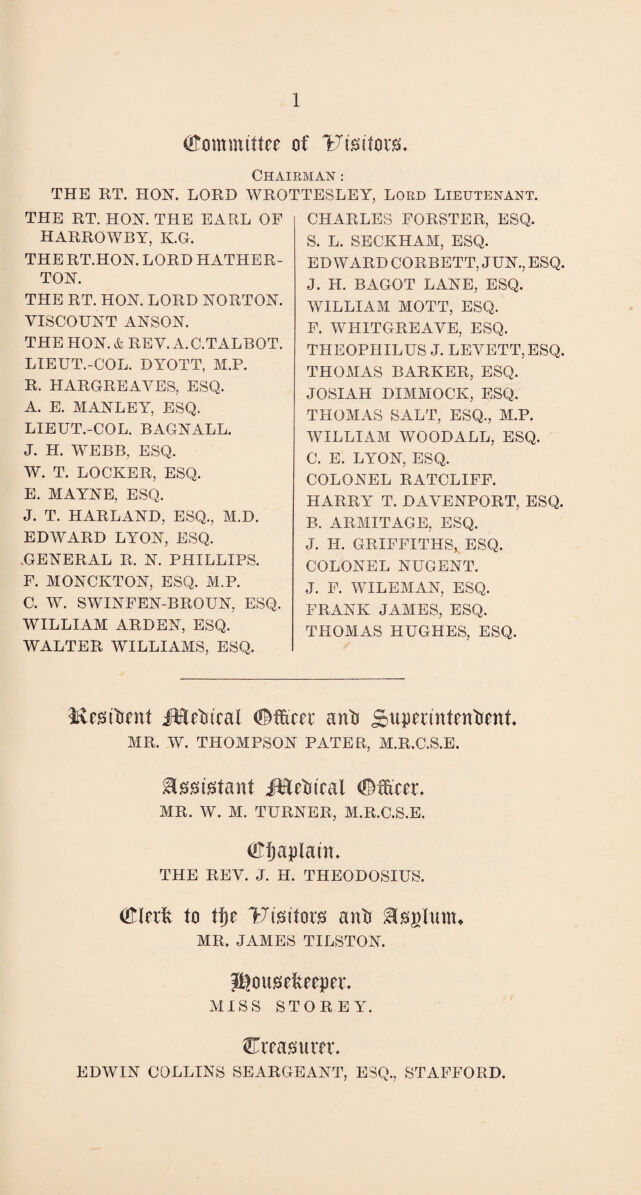 1
Committee of Visitors.
CHAIRMAN :
THE RT. HON. LORD WROTTESLEY, LORD LIEUTENANT.
THE RT. HON. THE EARL OF
HARROWBY, K.G.
THE RT. HON. LORD HATHER-
TON.
THE RT. HON. LORD NORTON.
VISCOUNT ANSON.
THE HON. & REV. A. C. TALBOT.
LIEUT.-COL. DYOTT, M.P.
R. HARGREAVES, ESQ.
A. E. MANLEY, ESQ.
LIEUT.-COL. BAGNALL.
J. H. WEBB, ESQ.
W. T. LOCKER, ESQ.
E. MAYNE, ESQ.
J. T. HARLAND, ESQ., M.D.
EDWARD LYON, ESQ.
GENERAL R. N. PHILLIPS.
F. MONCKTON, ESQ. M.P.
C. W. SWINFEN-BROUN, ESQ.
WILLIAM ARDEN, ESQ.
WALTER WILLIAMS, ESQ.
CHARLES FORSTER, ESQ.
S. L. SECKHAM, ESQ.
EDWARD CORBETT, JUN., ESQ.
J. H. BAGOT LANE, ESQ.
WILLIAM MOTT, ESQ.
F. WHITGREAVE, ESQ.
THEOPHILUS J. LEVETT, ESQ.
THOMAS BARKER, ESQ.
JOSIAH DIMMOCK, ESQ.
THOMAS SALT, ESQ., M.P.
WILLIAM WOODALL, ESQ.
C. E. LYON, ESQ.
COLONEL RATCLIFF.
HARRY T. DAVENPORT, ESQ.
B. ARMITAGE, ESQ.
J. H. GRIFFITHS, ESQ.
COLONEL NUGENT.
J. F. WILEMAN, ESQ.
FRANK JAMES, ESQ.
THOMAS HUGHES, ESQ.
Resident Medical Officer and Superintendent.
MR. W. THOMPSON PATER, M.R.C.S.E.
Assistant Medical Officer.
MR. W. M. TURNER, M.R.C.S.E.
Chaplain.
THE REV. J. H. THEODOSIUS.
Clerk to the Visitors and Asylum.
MR. JAMES TILSTON.
Housekeeper.
MISS STOREY.
Treasurer.
EDWIN COLLINS SEARGEANT, ESQ., STAFFORD.